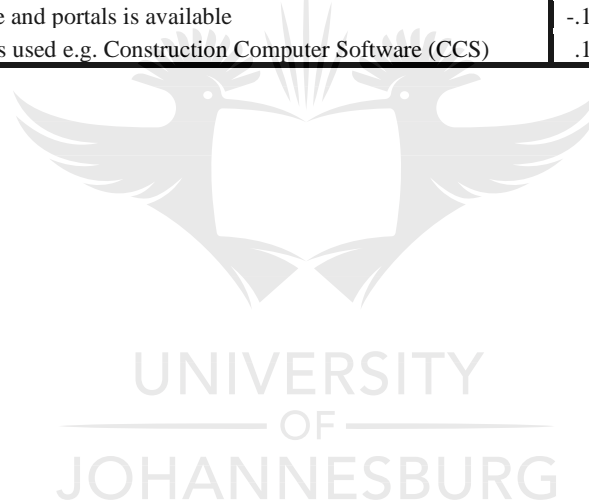 e and portals is available -.1
s used e.g. Construction Computer Software (CCS) .1
UNIVERSITY
OF
JOHANNESBURG